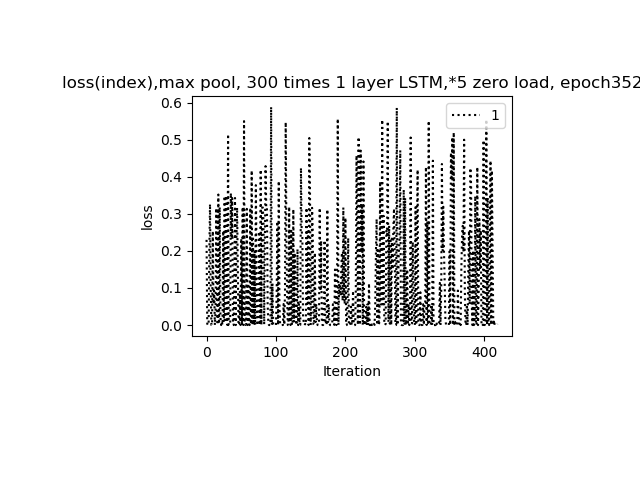 loss(index),max pool, 300 times 1 layer LSTM,*5 zero load, epoch352
0.6
0.5
0.4
0.3
0.2
0.1
0.0
loss
1
0 100 200 300 400
Iteration